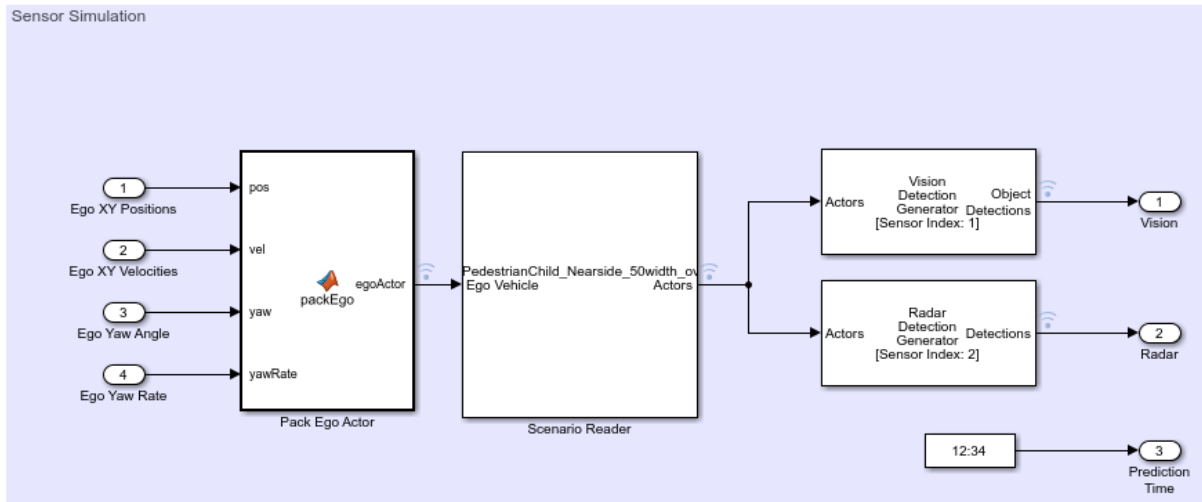 Sensor Simulation
1
Ego XY Positions
2
Ego XY Velocities
3
Ego Yaw Angle
4
Ego Yaw Rate
pos
vel
yaw
yawRate
packEgo
egoActor
Pack Ego Actor
PedestrianChild_Nearside_50width_ov
Ego Vehicle
Actors
Scenario Reader
Actors
Vision
Detection
Generator
[Sensor Index: 1]
Object
Detections
1
Vision
Actors
Radar
Detection
Generator
[Sensor Index: 2]
Detections
2
Radar
12:34
3
Prediction
Time